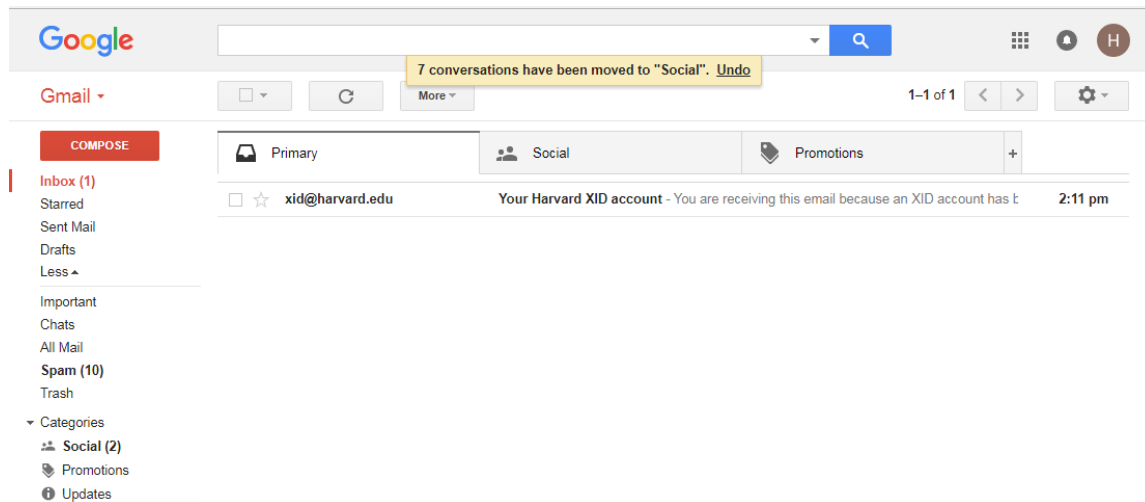 Google
H
7 conversations have been moved to "Social". Undo
Gmail
More
1–1 of 1
COMPOSE
Primary
Social
Promotions
+
Inbox (1)
xid@harvard.edu Your Harvard XID account - You are receiving this email because an XID account has b 2:11 pm
Starred
Sent Mail
Drafts
Less
Important
Chats
All Mail
Spam (10)
Trash
Categories
Social (2)
Promotions
Updates